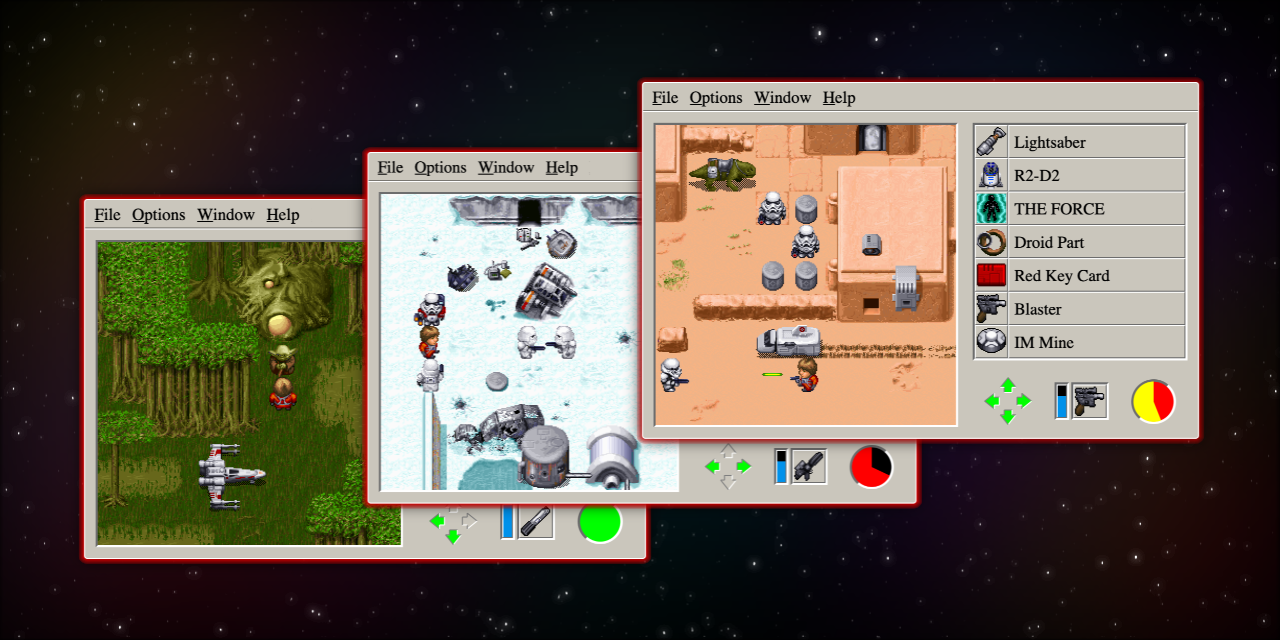 File Options Window Help
File Options Window Help
File Options Window Help
Lightsaber
R2-D2
THE FORCE
Droid Part
Red Key Card
Blaster
IM Mine